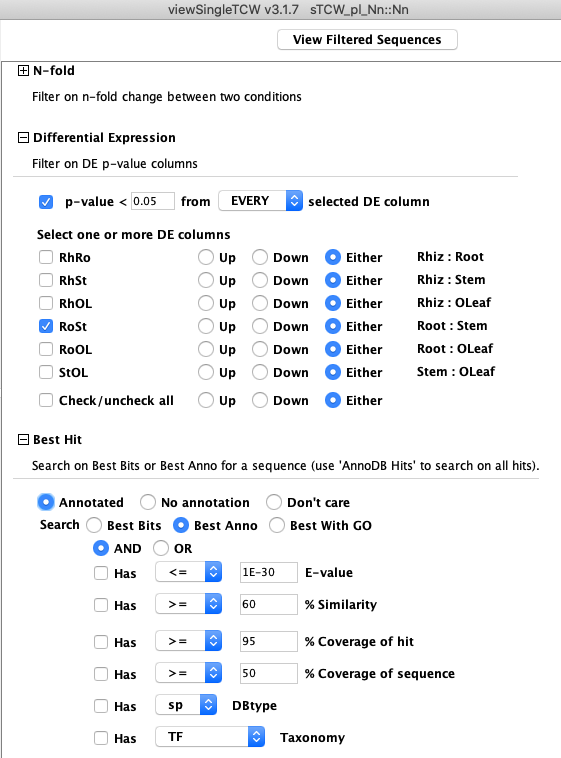 viewSingleTCW v3.1.7 sTCW_pl_Nn::Nn
View Filtered Sequences
N-fold
Filter on n-fold change between two conditions
Differential Expression
Filter on DE p-value columns
p-value < 0.05 from EVERY selected DE column
Select one or more DE columns
RhRo Up Down Either Rhiz : Root
RhSt Up Down Either Rhiz : Stem
RhOL Up Down Either Rhiz : OLeaf
RoSt Up Down Either Root : Stem
RoOL Up Down Either Root : OLeaf
StOL Up Down Either Stem : OLeaf
Check/uncheck all Up Down Either
Best Hit
Search on Best Bits or Best Anno for a sequence (use 'AnnoDB Hits' to search on all hits).
Annotated No annotation Don't care
Search Best Bits Best Anno Best With GO
AND OR
Has <= 1E-30 E-value
Has >= 60 % Similarity
Has >= 95 % Coverage of hit
Has >= 50 % Coverage of sequence
Has sp DBtype
Has TF Taxonomy